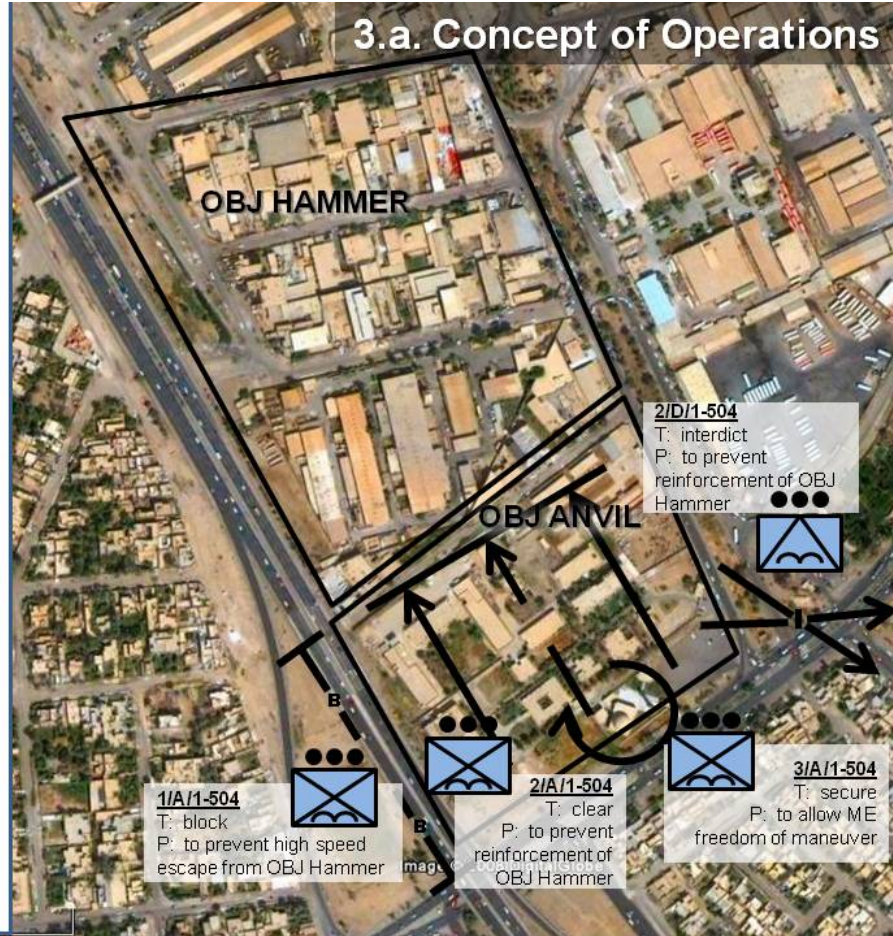 3.a. Concept of Operations
OBJ HAMMER
2/D/1-504
T: interdict
P: to prevent
reinforcement of OBJ
Hammer
OBJ ANVIL
I
B
B
1/A/1-504
T: block
P: to prevent high speed
escape from OBJ Hammer
2/A/1-504
T: clear
P: to prevent
reinforcement of
OBJ Hammer
3/A/1-504
T: secure
P: to allow ME
freedom of maneuver
Image ©
DigitalGlobe